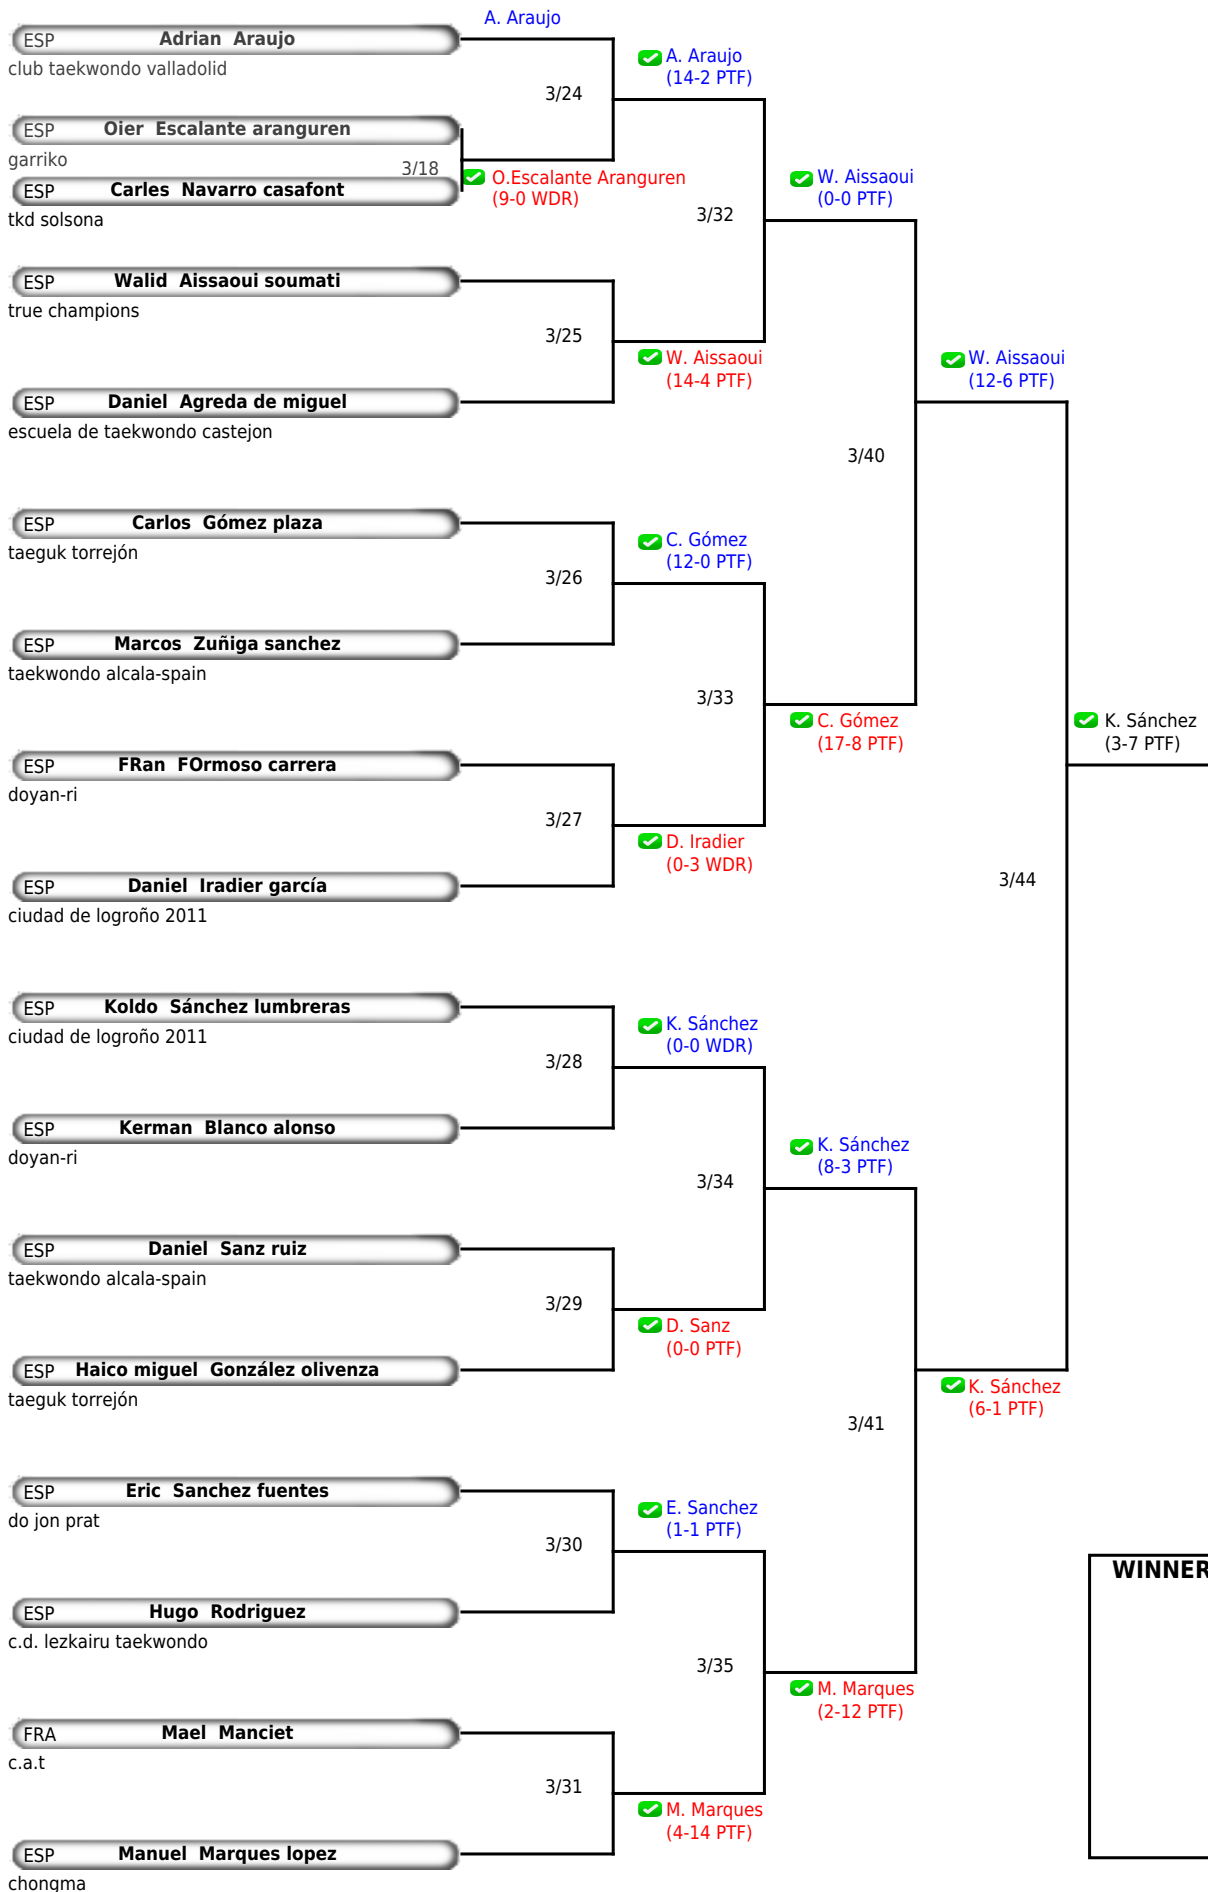 A. Araujo
ESP Adrian Araujo
club taekwondo valladolid
A. Araujo
(14-2 PTF)
3/24
ESP Oier Escalante aranguren
garriko
3/18
O.Escalante Aranguren
(9-0 WDR)
ESP Carles Navarro casafont
tkd solsona
W. Aissaoui
(0-0 PTF)
3/32
ESP Walid Aissaoui soumati
true champions
3/25
W. Aissaoui
(14-4 PTF)
W. Aissaoui
(12-6 PTF)
ESP Daniel Agreda de miguel
escuela de taekwondo castejon
3/40
ESP Carlos Gómez plaza
taeguk torrejón
C. Gómez
(12-0 PTF)
3/26
ESP Marcos Zuñiga sanchez
taekwondo alcala-spain
3/33
C. Gómez
(17-8 PTF)
K. Sánchez
(3-7 PTF)
ESP FRan FOrmoso carrera
doyan-ri
3/27
D. Iradier
(0-3 WDR)
ESP Daniel Iradier garcía
ciudad de logroño 2011
3/44
ESP Koldo Sánchez lumbreras
ciudad de logroño 2011
K. Sánchez
(0-0 WDR)
3/28
ESP Kerman Blanco alonso
doyan-ri
K. Sánchez
(8-3 PTF)
3/34
ESP Daniel Sanz ruiz
taekwondo alcala-spain
3/29
D. Sanz
(0-0 PTF)
ESP Haico miguel González olivenza
taeguk torrejón
K. Sánchez
(6-1 PTF)
3/41
ESP Eric Sanchez fuentes
do jon prat
E. Sanchez
(1-1 PTF)
3/30
WINNER
ESP Hugo Rodriguez
c.d. lezkairu taekwondo
3/35
M. Marques
(2-12 PTF)
FRA Mael Manciet
c.a.t
3/31
M. Marques
(4-14 PTF)
ESP Manuel Marques lopez
chongma